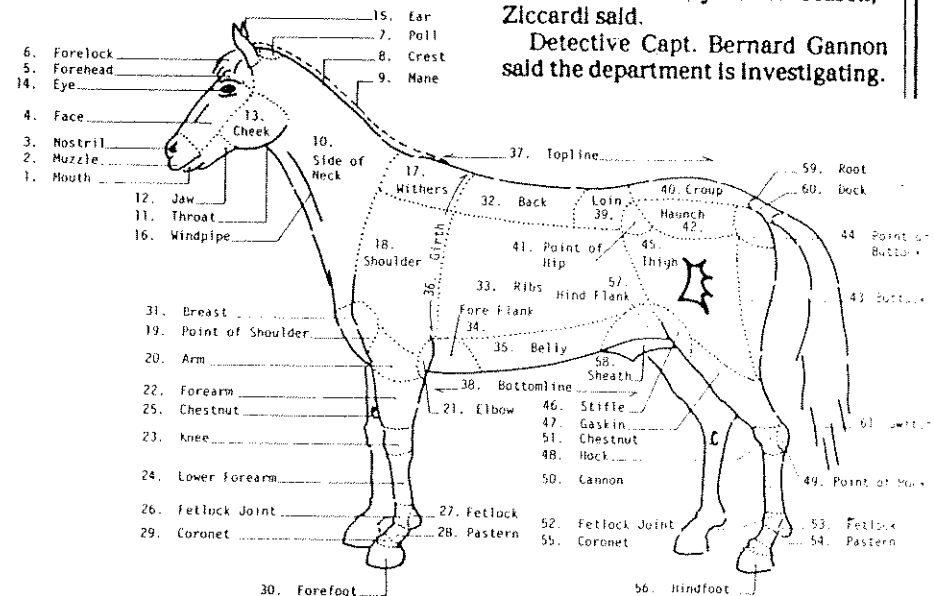 Ziccardi said.
Detective Capt. Bernard Gannon
said the department is investigating.
15. Ear
7. Poll
8. Crest
9. Mane
6. Forelock
5. Forehead
14. Eye
4. Face
3. Nostril
2. Muzzle
1. Mouth
13.
Cheek
10.
Side of
Neck
12. Jaw
11. Throat
16. Windpipe
17.
Withers
37. Topline
32. Back
Loin
39.
40. Croup
Haunch
42.
59. Root
60. Dock
44 Point of
18.
Shoulder
36. Girth
41. Point of
Hip
45.
Thigh
33. Ribs
57.
Hind Flank
43
Fore Flank
34.
35. Belly
58.
Sheath
31. Breast
19. Point of Shoulder
20. Arm
22. Forearm
25. Chestnut
23. Knee
24. Lower Forearm
26. Fetlock Joint
29. Coronet
38. Bottomline
21. Elbow
46. Stifle
47. Gaskin
51. Chestnut
48. Hock
50. Cannon
61
49. Point of
27. Fetlock
28. Pastern
52. Fetlock Joint
55. Coronet
53. Fetlock
54. Pastern
30. Forefoot
56. Hindfoot